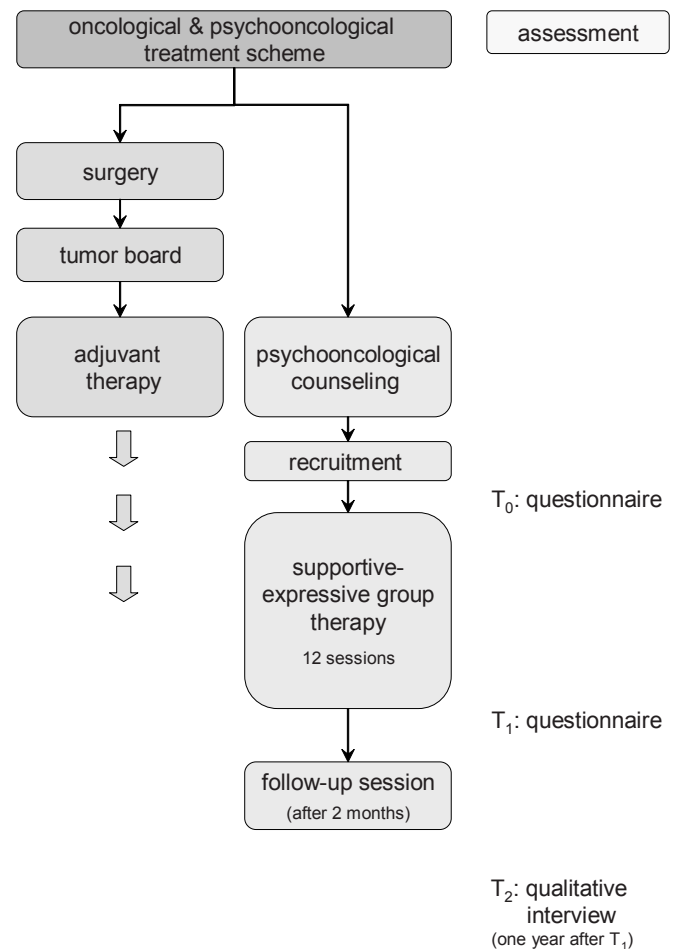 oncological & psychooncological
treatment scheme
assessment
surgery
tumor board
adjuvant
therapy
psychooncological
counseling
recruitment
T₀: questionnaire
supportive-
expressive group
therapy
12 sessions
T₁: questionnaire
follow-up session
(after 2 months)
T₂: qualitative
interview
(one year after T₁)